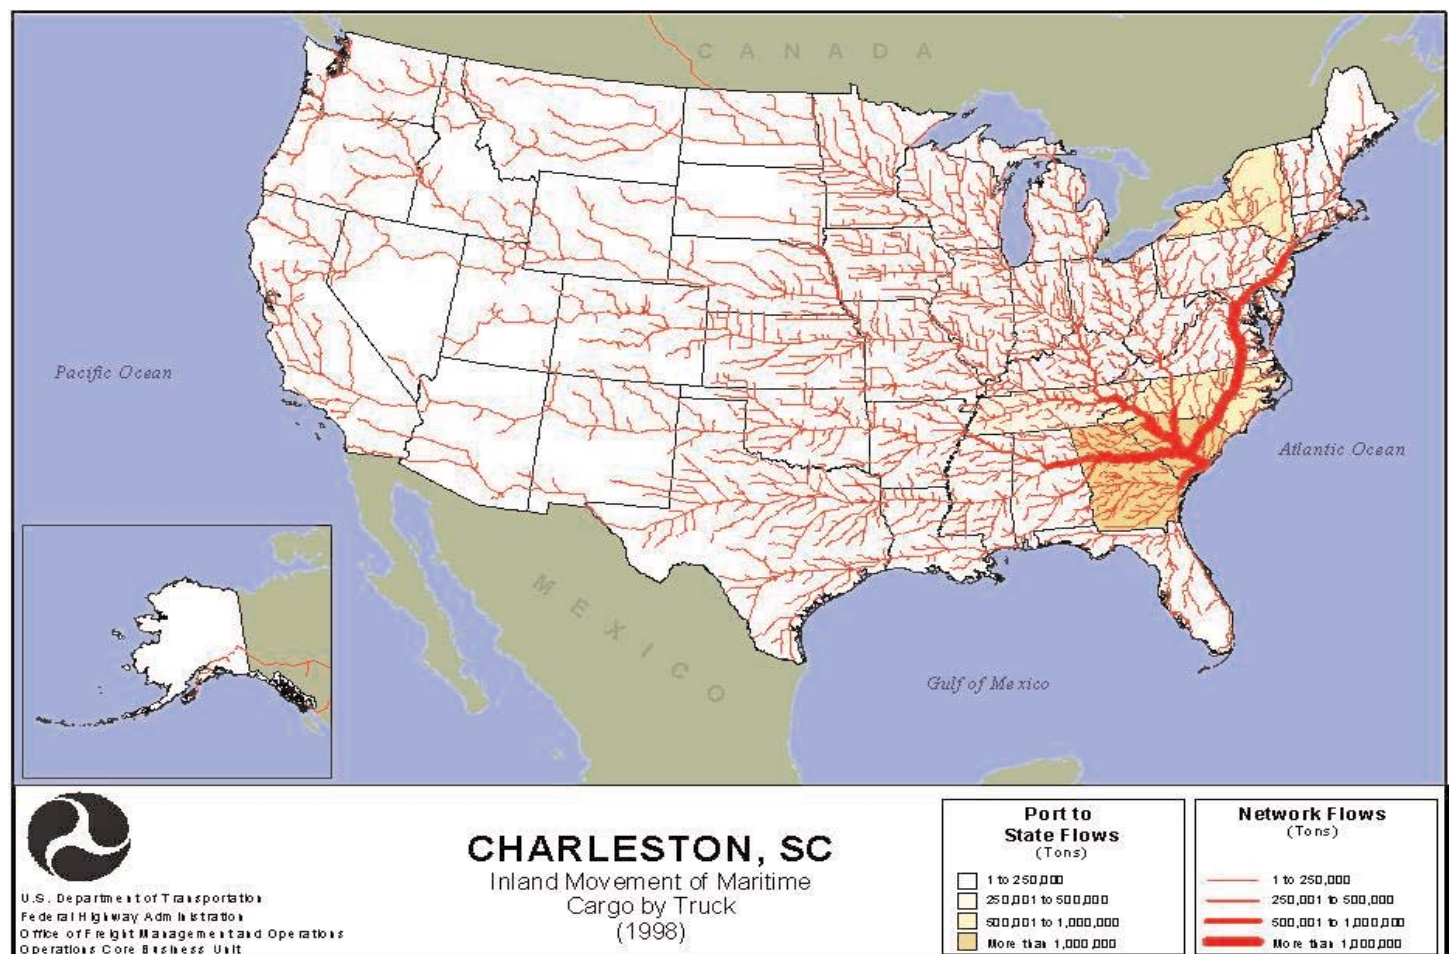 CANADA
Pacific Ocean
Atlantic Ocean
MEXICO
Gulf of Mexico
U.S. Department of Transportation
Federal Highway Administration
Office of Freight Management and Operations
Operations Core Business Unit
CHARLESTON, SC
Inland Movement of Maritime
Cargo by Truck
(1998)
Port to
State Flows
(Tons)
1 to 250,000
250,001 to 500,000
500,001 to 1,000,000
More than 1,000,000
Network Flows
(Tons)
1 to 250,000
250,001 to 500,000
500,001 to 1,000,000
More than 1,000,000